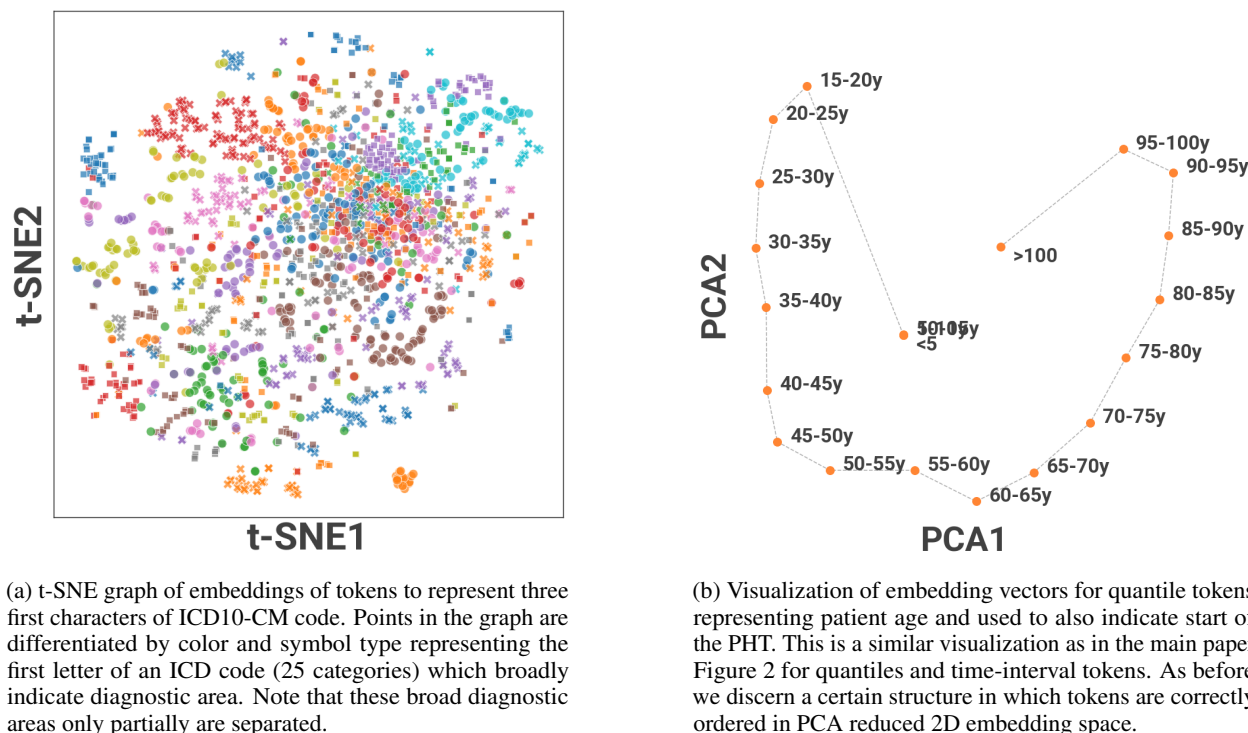 t-SNE2
t-SNE1
(a) t-SNE graph of embeddings of tokens to represent three
first characters of ICD10-CM code. Points in the graph are
differentiated by color and symbol type representing the
first letter of an ICD code (25 categories) which broadly
indicate diagnostic area. Note that these broad diagnostic
areas only partially are separated.
15-20y
20-25y
25-30y
30-35y
35-40y
40-45y
45-50y
50-55y
55-60y
60-65y
65-70y
70-75y
75-80y
80-85y
85-90y
90-95y
95-100y
>100
<5
PCA2
PCA1
(b) Visualization of embedding vectors for quantile tokens
representing patient age and used to also indicate start of
the PHT. This is a similar visualization as in the main paper
Figure 2 for quantiles and time-interval tokens. As before
we discern a certain structure in which tokens are correctly
ordered in PCA reduced 2D embedding space.